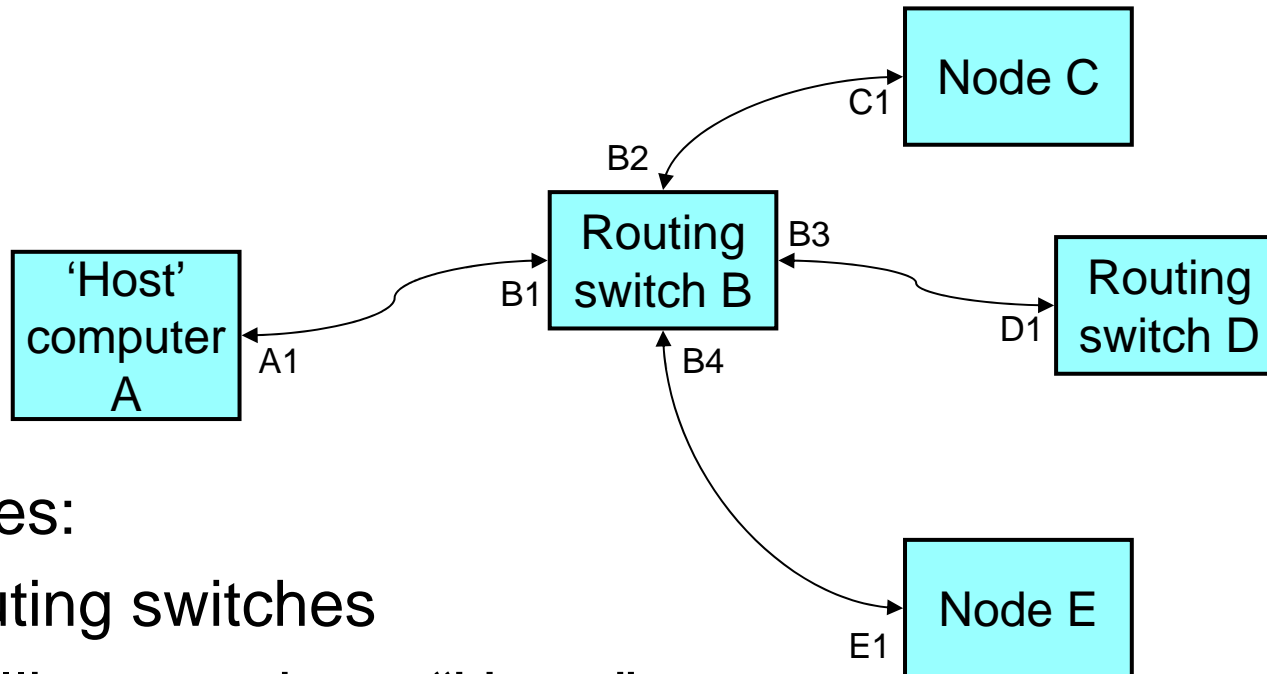 Node C
C1
B2
Routing
switch B
B3
'Host'
computer
A
B1
A1
Routing
switch D
D1
B4
es:
uting switches
Node E
E1